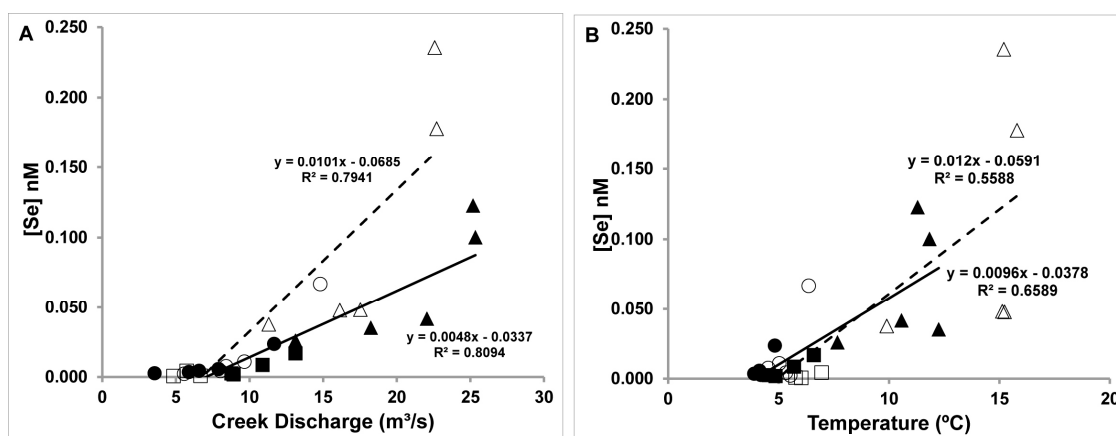 A
0.250
0.200
0.150
0.100
0.050
0.000
[Se] nM
y = 0.0101x - 0.0685
R² = 0.7941
y = 0.0048x - 0.0337
R² = 0.8094
0 5 10 15 20 25 30
Creek Discharge (m³/s)
B
0.250
0.200
0.150
0.100
0.050
0.000
[Se] nM
y = 0.012x - 0.0591
R² = 0.5588
y = 0.0096x - 0.0378
R² = 0.6589
0 5 10 15 20
Temperature (ºC)